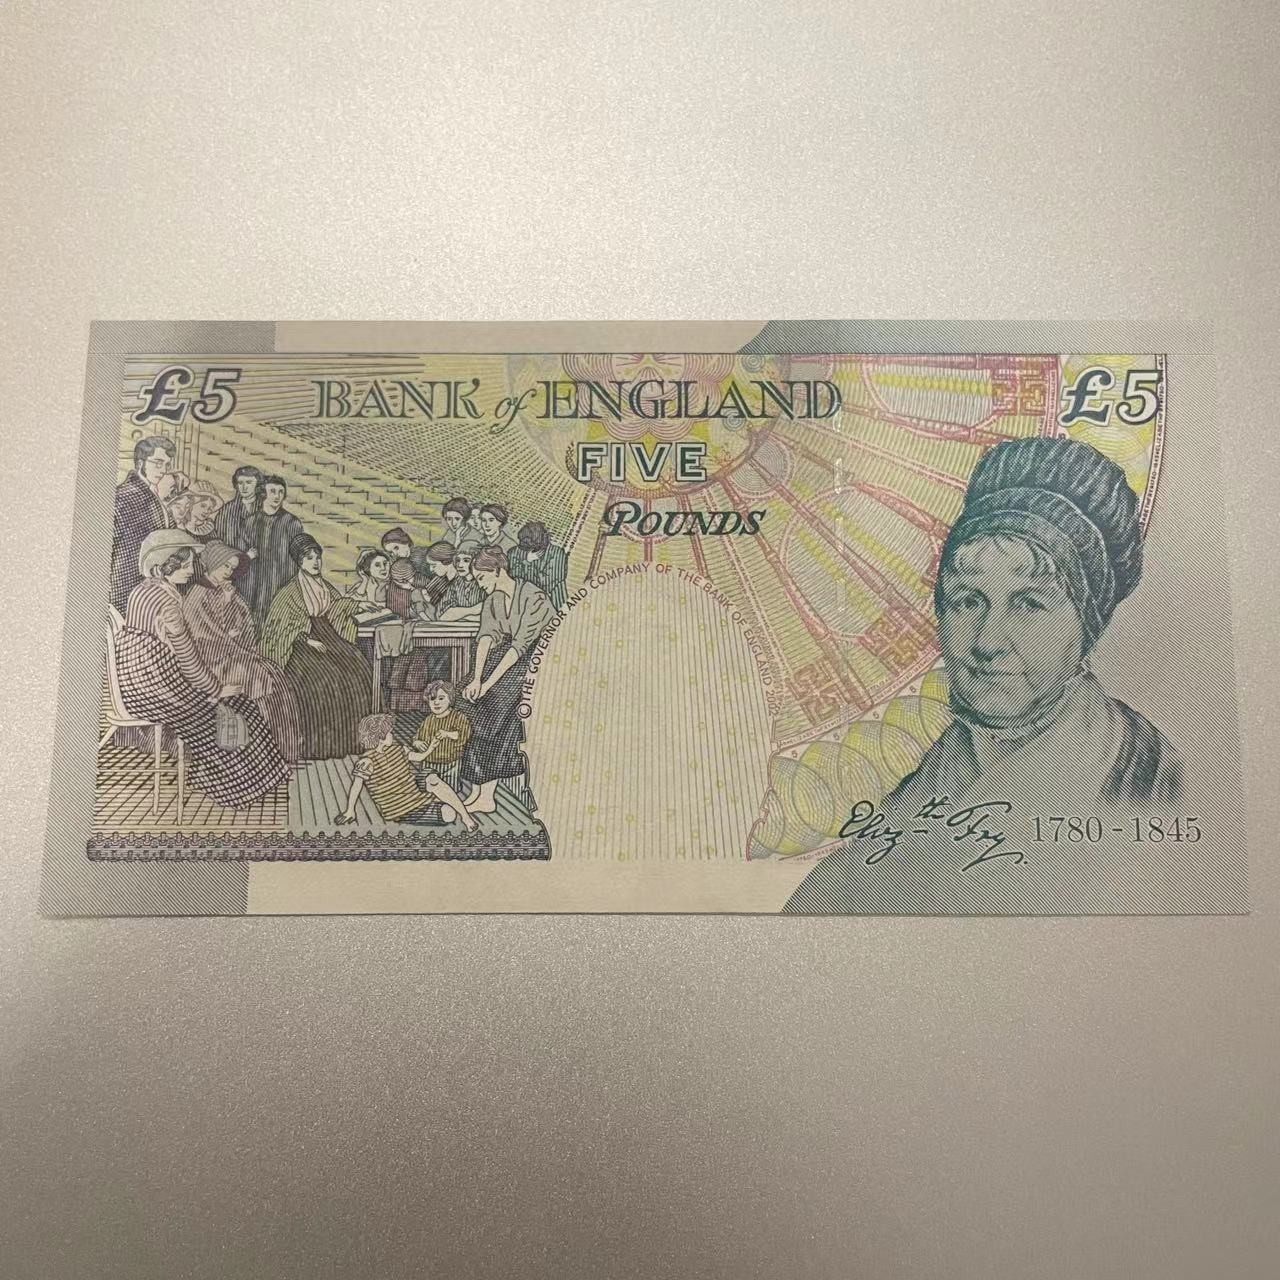 £5 BANK of ENGLAND £5
FIVE
POUNDS
© THE GOVERNOR AND COMPANY OF THE BANK OF ENGLAND 2002
Eliz.th Fry. 1780 - 1845